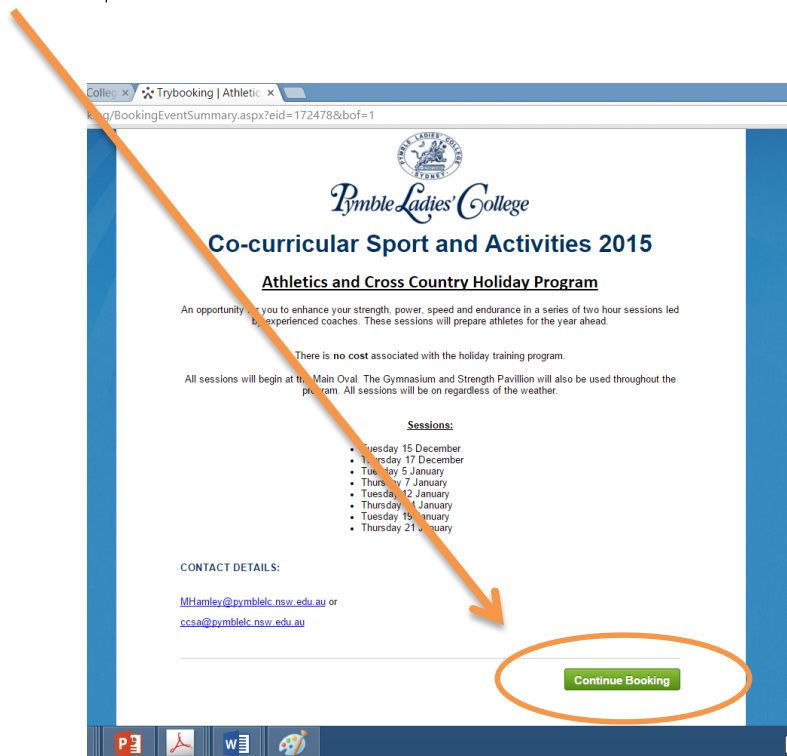 Colleg × Trybooking | Athletic ×
king/BookingEventSummary.aspx?eid=172478&bof=1
PYMBLE LADIES' COLLEGE
SYDNEY
Pymble Ladies' College
Co-curricular Sport and Activities 2015
Athletics and Cross Country Holiday Program
An opportunity for you to enhance your strength, power, speed and endurance in a series of two hour sessions led
by experienced coaches. These sessions will prepare athletes for the year ahead.
There is no cost associated with the holiday training program.
All sessions will begin at the Main Oval. The Gymnasium and Strength Pavillion will also be used throughout the
program. All sessions will be on regardless of the weather.
Sessions:
• Tuesday 15 December
• Thursday 17 December
• Tuesday 5 January
• Thursday 7 January
• Tuesday 12 January
• Thursday 14 January
• Tuesday 19 January
• Thursday 21 January
CONTACT DETAILS:
MHamley@pymblelc.nsw.edu.au or
ccsa@pymblelc.nsw.edu.au
Continue Booking